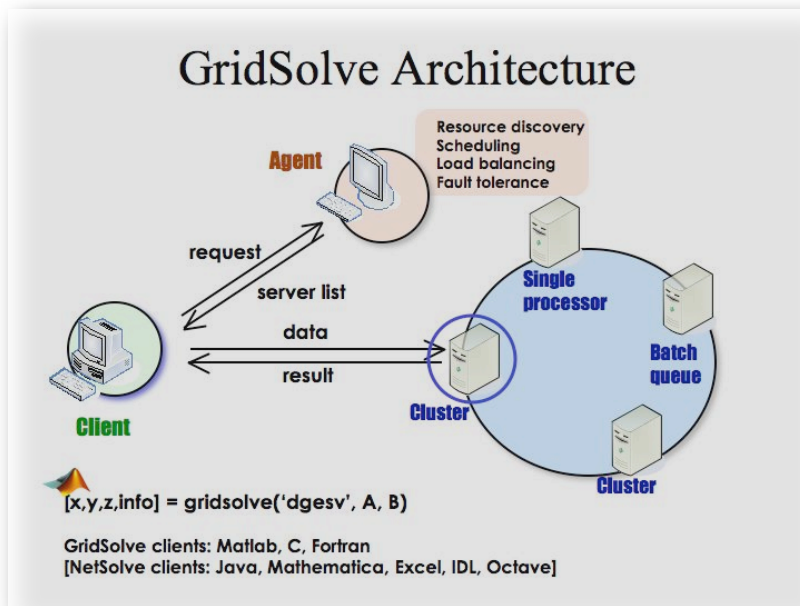 GridSolve Architecture
Agent
Resource discovery
Scheduling
Load balancing
Fault tolerance
request
server list
Single
processor
data
result
Batch
queue
Cluster
Client
Cluster
[x,y,z,info] = gridsolve(‘dgesv’, A, B)
GridSolve clients: Matlab, C, Fortran
[NetSolve clients: Java, Mathematica, Excel, IDL, Octave]